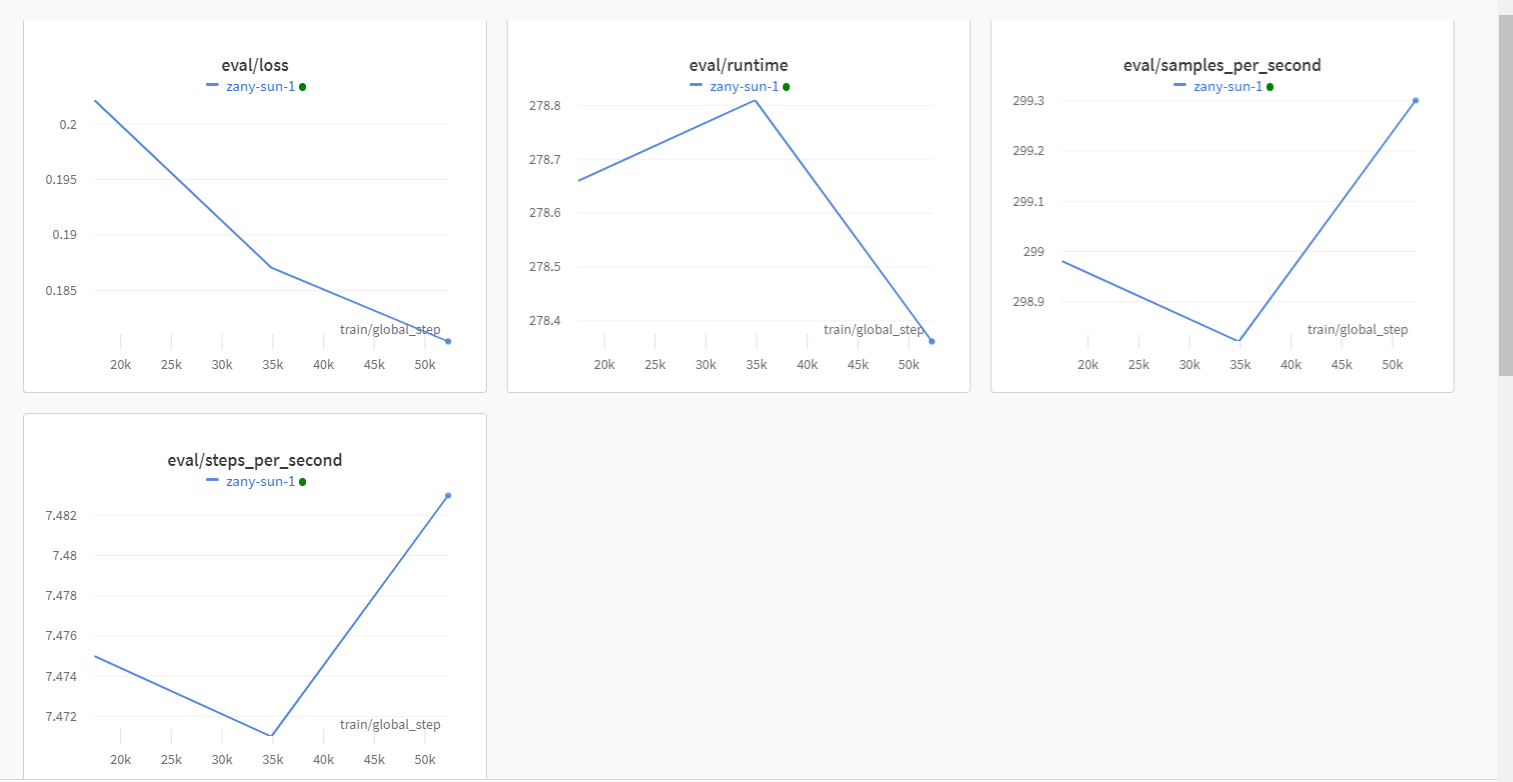 eval/loss
zany-sun-1
0.2
0.195
0.19
0.185
train/global_step
20k 25k 30k 35k 40k 45k 50k
eval/runtime
zany-sun-1
278.8
278.7
278.6
278.5
278.4
train/global_step
20k 25k 30k 35k 40k 45k 50k
eval/samples_per_second
zany-sun-1
299.3
299.2
299.1
299
298.9
train/global_step
20k 25k 30k 35k 40k 45k 50k
eval/steps_per_second
zany-sun-1
7.482
7.48
7.478
7.476
7.474
7.472
train/global_step
20k 25k 30k 35k 40k 45k 50k